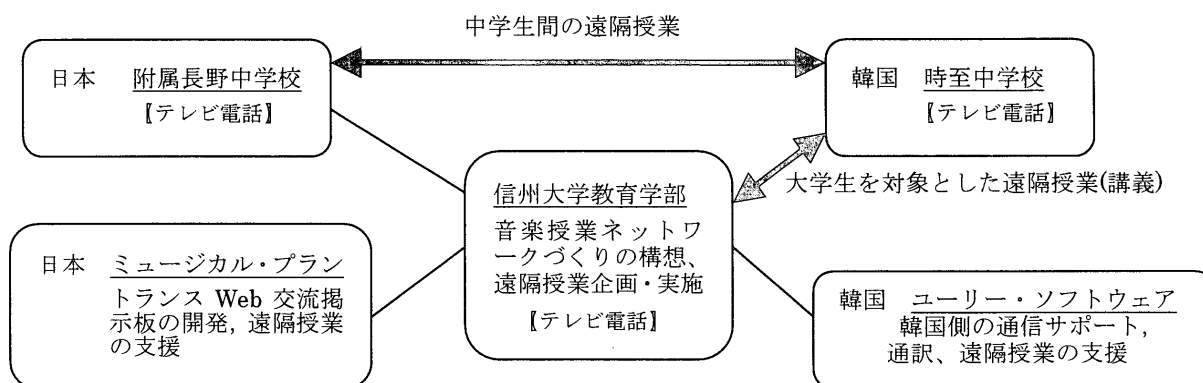 中学生間の遠隔授業
日本 附属長野中学校
【テレビ電話】
韓国 時至中学校
【テレビ電話】
大学生を対象とした遠隔授業(講義)
信州大学教育学部
音楽授業ネットワ
ークづくりの構想、
遠隔授業企画・実施
【テレビ電話】
日本 ミュージカル・プラン
トランス Web 交流掲
示板の開発, 遠隔授業
の支援
韓国 ユーリー・ソフトウェア
韓国側の通信サポート,
通訳、遠隔授業の支援